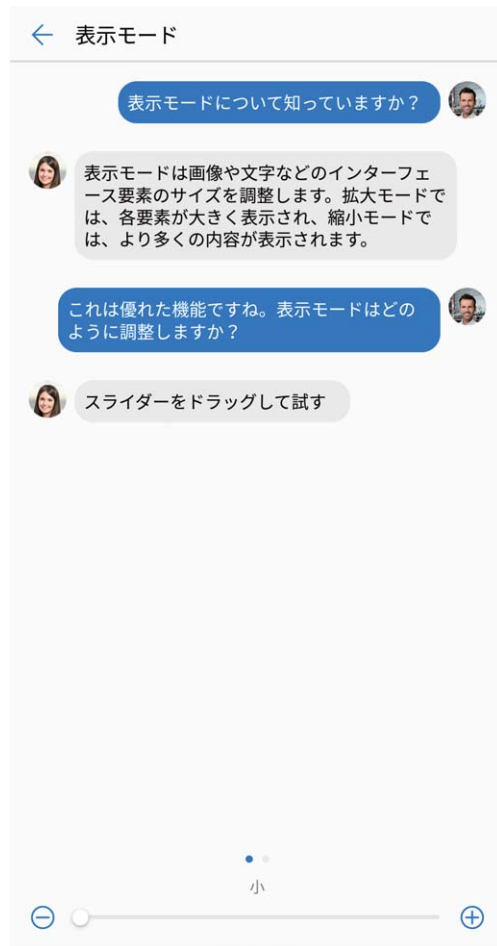 表示モード
表示モードについて知っていますか？
表示モードは画像や文字などのインターフェ
ース要素のサイズを調整します。拡大モードで
は、各要素が大きく表示され、縮小モードで
は、より多くの内容が表示されます。
これは優れた機能ですね。表示モードはどの
ように調整しますか？
スライダーをドラッグして試す
小